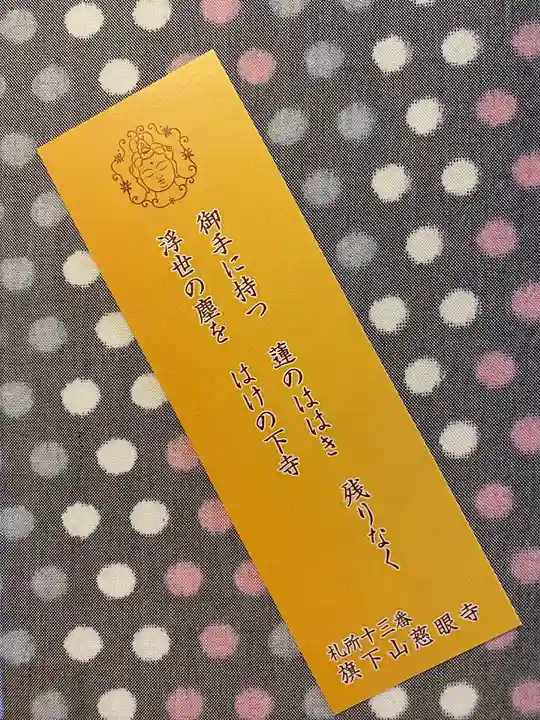 御手に持つ　蓮のははき　残りなく
浮世の塵を　はけの下寺
札所十三番
旗下山慈眼寺